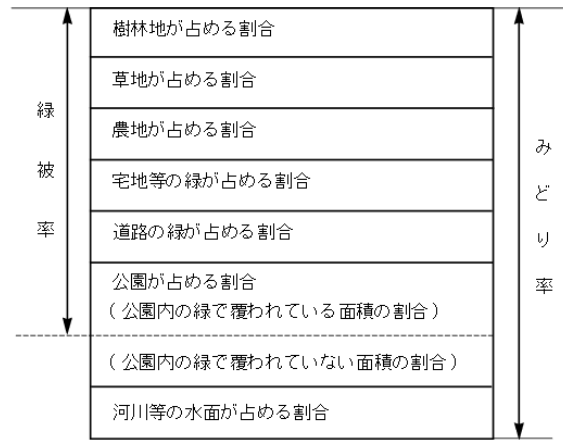 樹林地が占める割合
草地が占める割合
農地が占める割合
宅地等の緑が占める割合
道路の緑が占める割合
公園が占める割合
(公園内の緑で覆われている面積の割合)
(公園内の緑で覆われていない面積の割合)
河川等の水面が占める割合
緑被率
みどり率